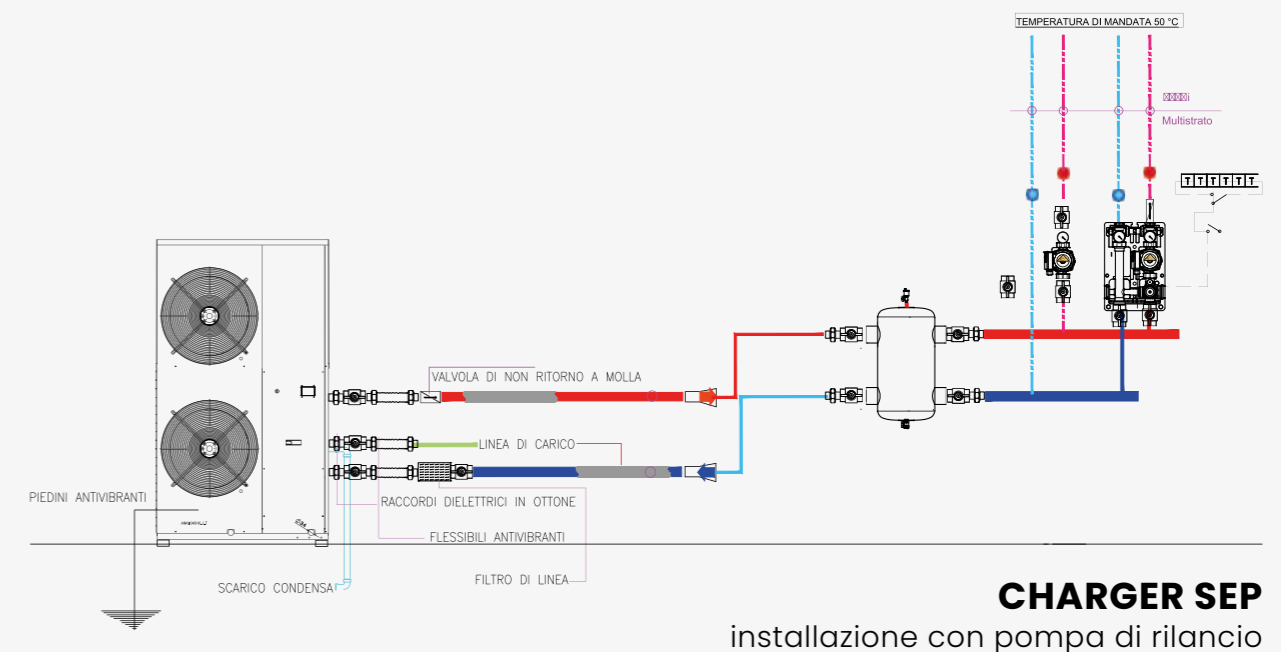 TEMPERATURA DI MANDATA 50 °C
Multistrato
T T T T T T
VALVOLA DI NON RITORNO A MOLLA
LINEA DI CARICO
PIEDINI ANTIVIBRANTI
RACCORDI DIELETTRICI IN OTTONE
FLESSIBILI ANTIVIBRANTI
FILTRO DI LINEA
SCARICO CONDENSA
CHARGER SEP
installazione con pompa di rilancio